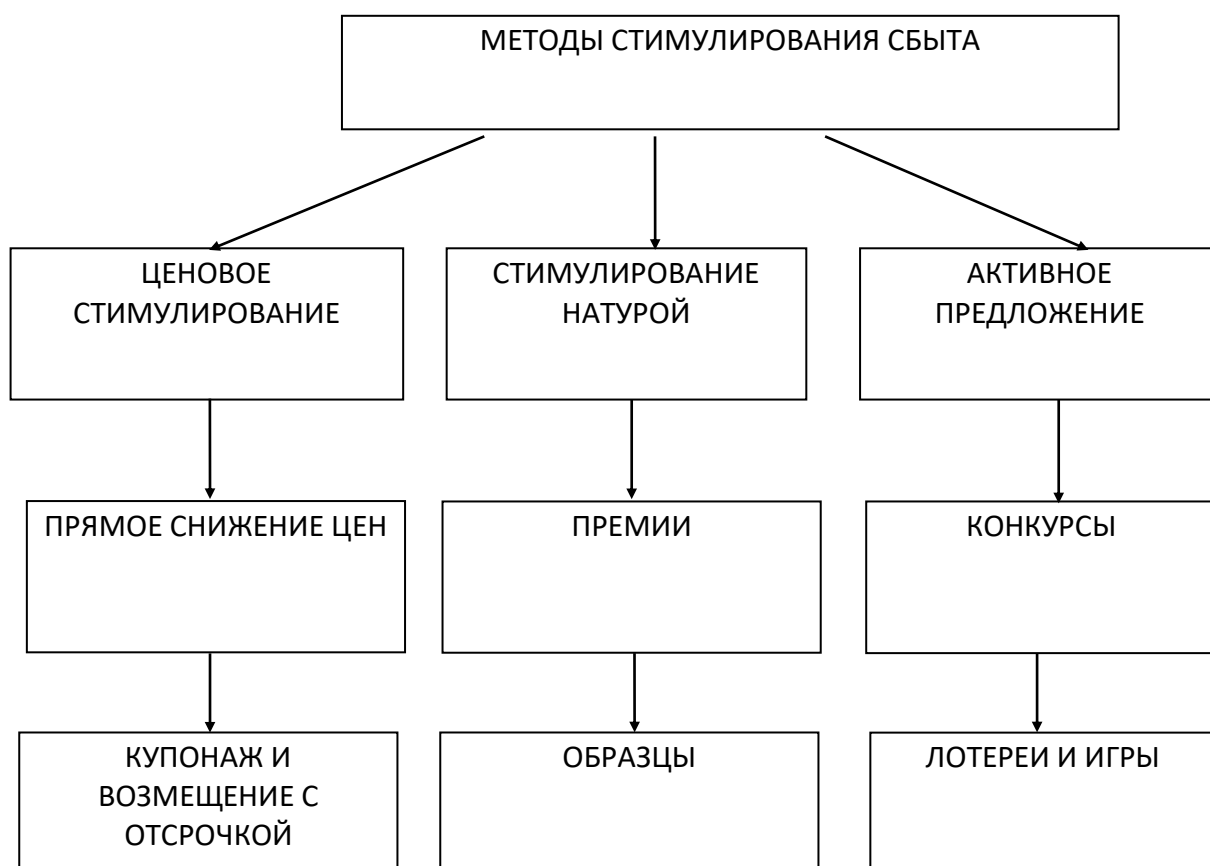 МЕТОДЫ СТИМУЛИРОВАНИЯ СБЫТА
ЦЕНОВОЕ
СТИМУЛИРОВАНИЕ
СТИМУЛИРОВАНИЕ
НАТУРОЙ
АКТИВНОЕ
ПРЕДЛОЖЕНИЕ
ПРЯМОЕ СНИЖЕНИЕ ЦЕН
ПРЕМИИ
КОНКУРСЫ
КУПОНАЖ И
ВОЗМЕЩЕНИЕ С
ОТСРОЧКОЙ
ОБРАЗЦЫ
ЛОТЕРЕИ И ИГРЫ